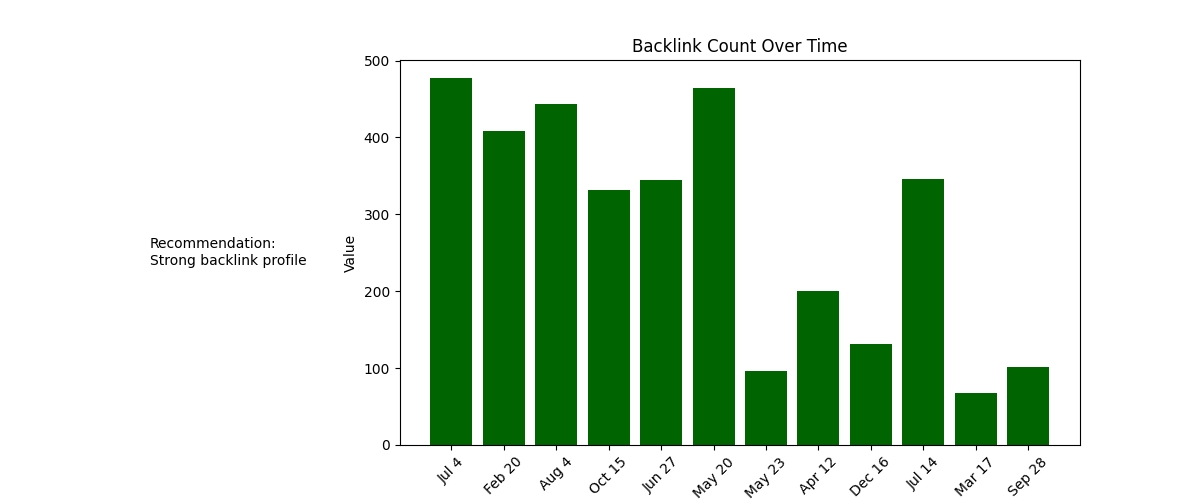 Backlink Count Over Time
Recommendation:
Strong backlink profile
Value
500
400
300
200
100
0
Jul 4
Feb 20
Aug 4
Oct 15
Jun 27
May 20
May 23
Apr 12
Dec 16
Jul 14
Mar 17
Sep 28